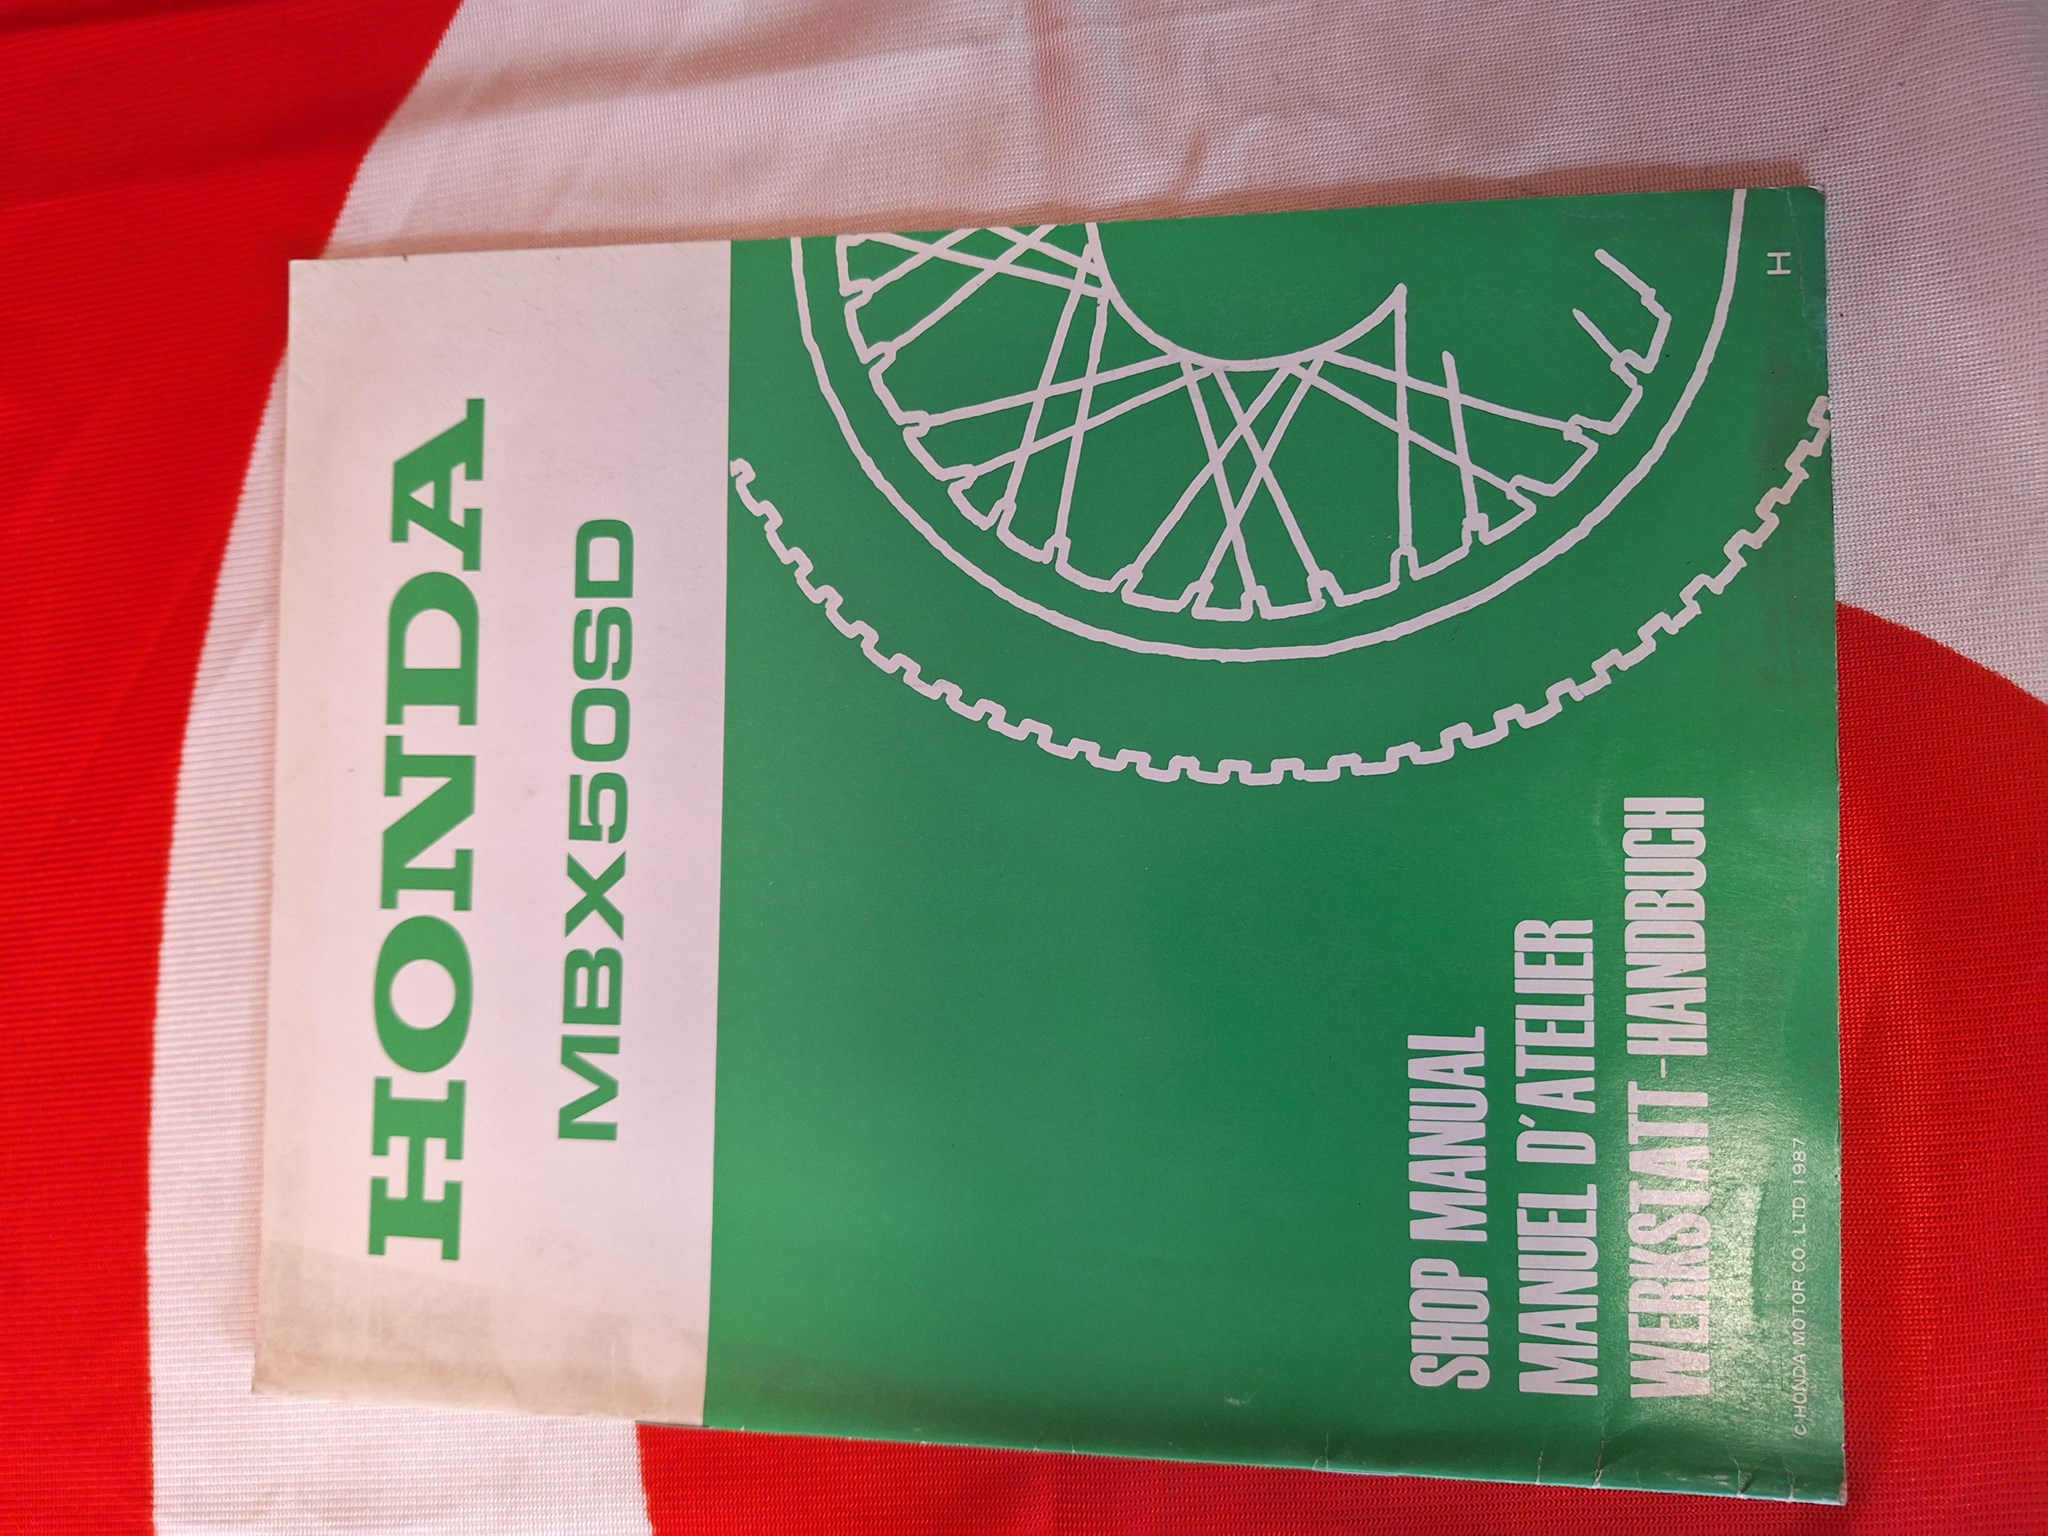 HONDA
MBX50SD
SHOP MANUAL
MANUEL D'ATELIER
WERKSTATT-HANDBUCH
© HONDA MOTOR CO. LTD 1987
H